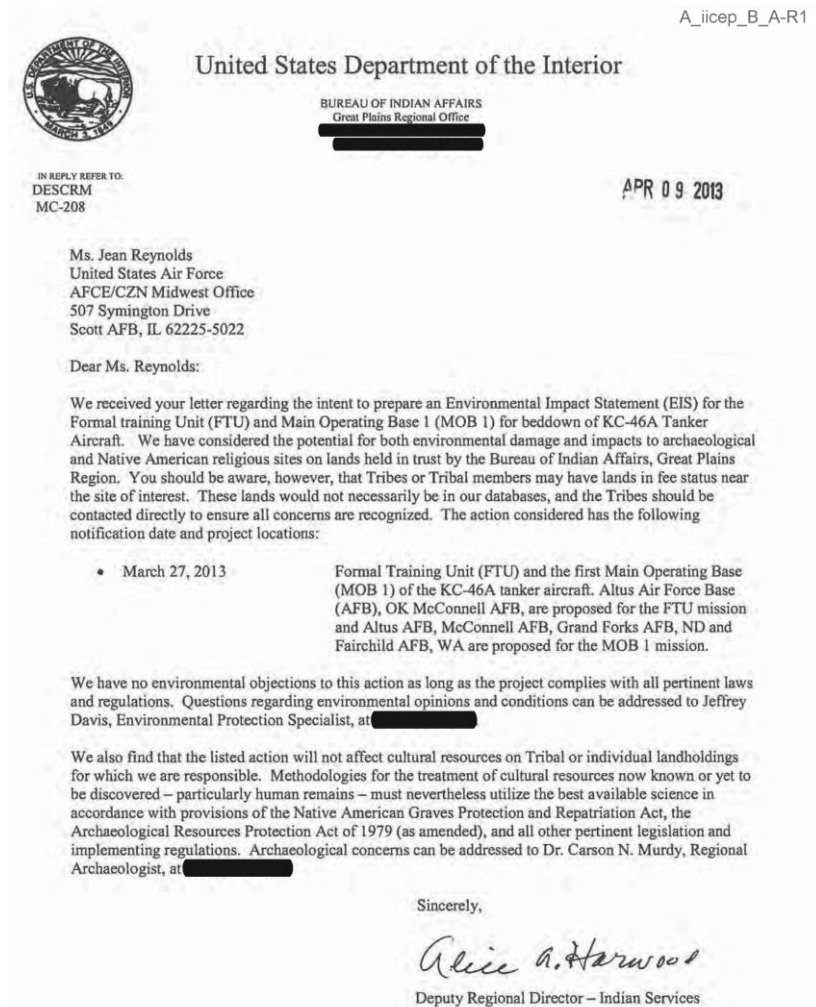 A_iicep_B_A-R1
United States Department of the Interior
BUREAU OF INDIAN AFFAIRS
Great Plains Regional Office
U.S. DEPARTMENT OF THE INTERIOR
MARCH 3, 1849
IN REPLY REFER TO:
DESCRM
MC-208
APR 09 2013
Ms. Jean Reynolds
United States Air Force
AFCE/CZN Midwest Office
507 Symington Drive
Scott AFB, IL 62225-5022
Dear Ms. Reynolds:
We received your letter regarding the intent to prepare an Environmental Impact Statement (EIS) for the
Formal training Unit (FTU) and Main Operating Base 1 (MOB 1) for beddown of KC-46A Tanker
Aircraft. We have considered the potential for both environmental damage and impacts to archaeological
and Native American religious sites on lands held in trust by the Bureau of Indian Affairs, Great Plains
Region. You should be aware, however, that Tribes or Tribal members may have lands in fee status near
the site of interest. These lands would not necessarily be in our databases, and the Tribes should be
contacted directly to ensure all concerns are recognized. The action considered has the following
notification date and project locations:
• March 27, 2013 Formal Training Unit (FTU) and the first Main Operating Base
(MOB 1) of the KC-46A tanker aircraft. Altus Air Force Base
(AFB), OK McConnell AFB, are proposed for the FTU mission
and Altus AFB, McConnell AFB, Grand Forks AFB, ND and
Fairchild AFB, WA are proposed for the MOB 1 mission.
We have no environmental objections to this action as long as the project complies with all pertinent laws
and regulations. Questions regarding environmental opinions and conditions can be addressed to Jeffrey
Davis, Environmental Protection Specialist, at
We also find that the listed action will not affect cultural resources on Tribal or individual landholdings
for which we are responsible. Methodologies for the treatment of cultural resources now known or yet to
be discovered – particularly human remains – must nevertheless utilize the best available science in
accordance with provisions of the Native American Graves Protection and Repatriation Act, the
Archaeological Resources Protection Act of 1979 (as amended), and all other pertinent legislation and
implementing regulations. Archaeological concerns can be addressed to Dr. Carson N. Murdy, Regional
Archaeologist, at
Sincerely,
Alice A. Harwood
Deputy Regional Director – Indian Services